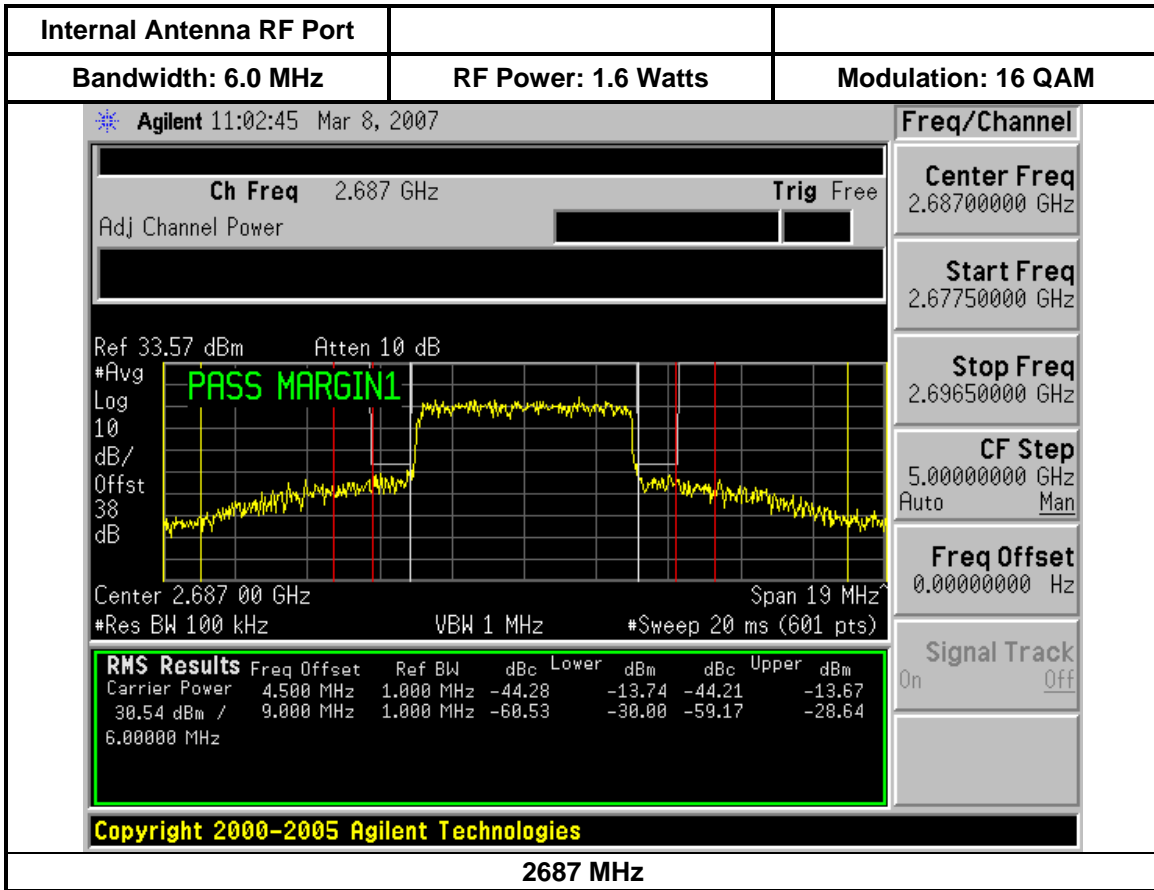 Internal Antenna RF Port
Bandwidth: 6.0 MHz RF Power: 1.6 Watts Modulation: 16 QAM
Agilent 11:02:45 Mar 8, 2007 Freq/Channel
Ch Freq 2.687 GHz Trig Free
Adj Channel Power
Center Freq
2.68700000 GHz
Start Freq
2.67750000 GHz
Stop Freq
2.69650000 GHz
CF Step
5.00000000 GHz
Auto Man
Freq Offset
0.00000000 Hz
Signal Track
On Off
Ref 33.57 dBm Atten 10 dB
#Avg
Log
10
dB/
Offst
38
dB
PASS MARGIN1
Center 2.687 00 GHz Span 19 MHz^
#Res BW 100 kHz VBW 1 MHz #Sweep 20 ms (601 pts)
RMS Results Freq Offset Ref BW dBc Lower dBm dBc Upper dBm
Carrier Power 4.500 MHz 1.000 MHz -44.28 -13.74 -44.21 -13.67
30.54 dBm / 9.000 MHz 1.000 MHz -60.53 -30.00 -59.17 -28.64
6.00000 MHz
Copyright 2000-2005 Agilent Technologies
2687 MHz